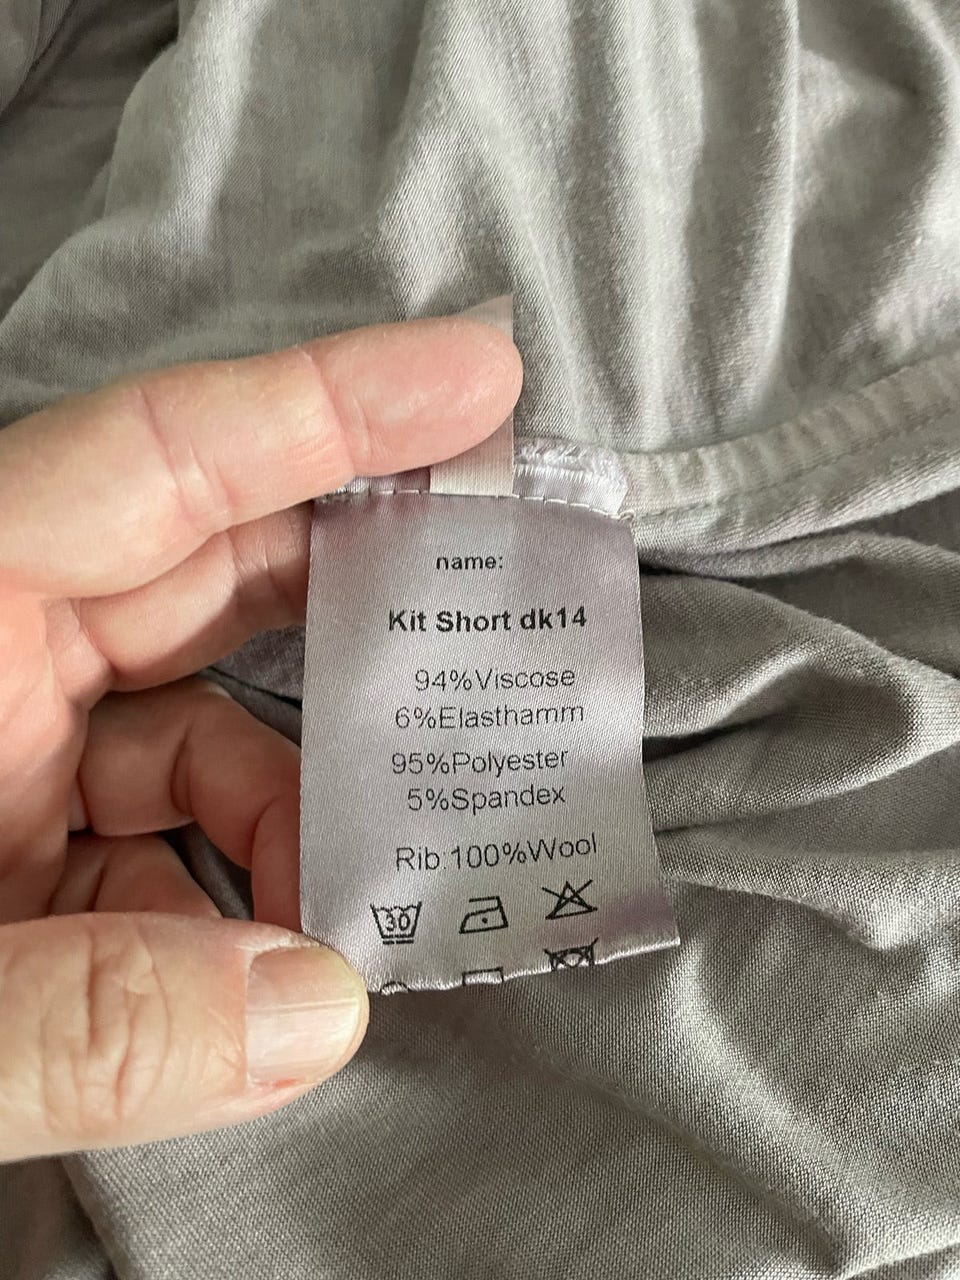 name:
Kit Short dk14
94%Viscose
6%Elasthamm
95%Polyester
5%Spandex
Rib:100%Wool
30